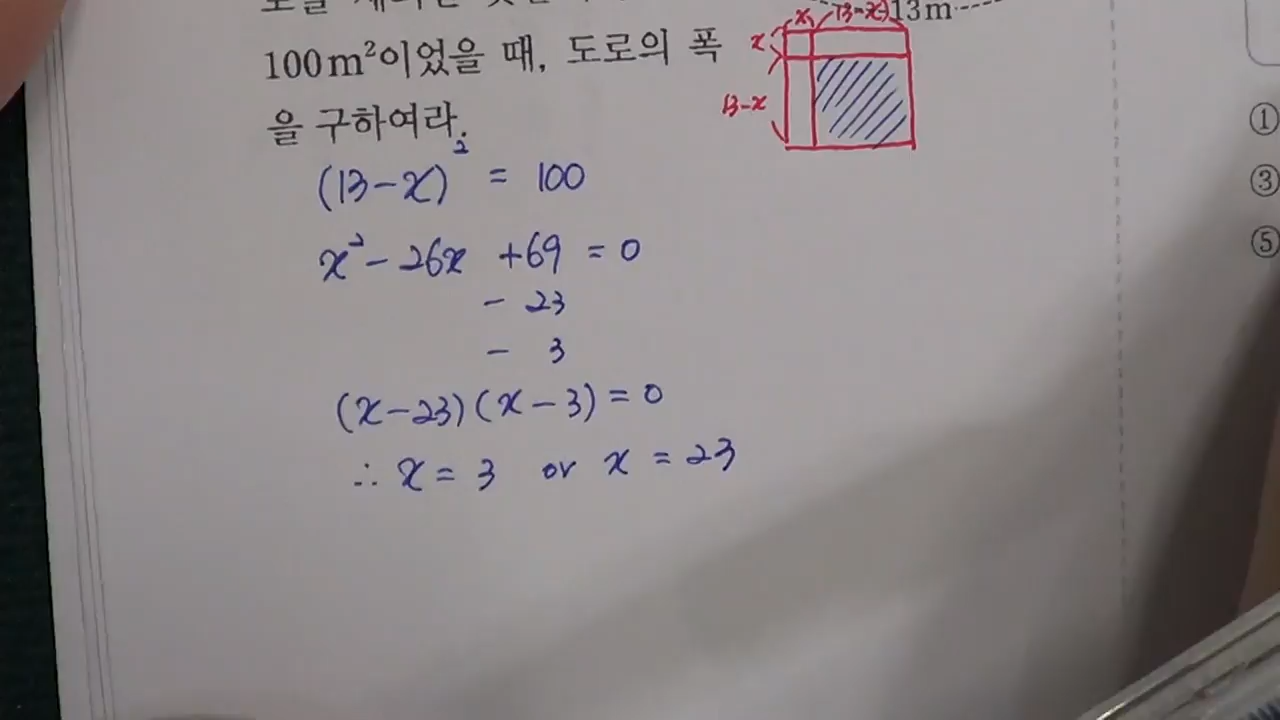 x (13-x) 13m
100m²이었을 때, 도로의 폭
x
13-x
을 구하여라.
(13-x)² = 100
x² - 26x +69 = 0
- 23
- 3
(x-23)(x-3) = 0
∴ x = 3 or x = 23
①
③
⑤